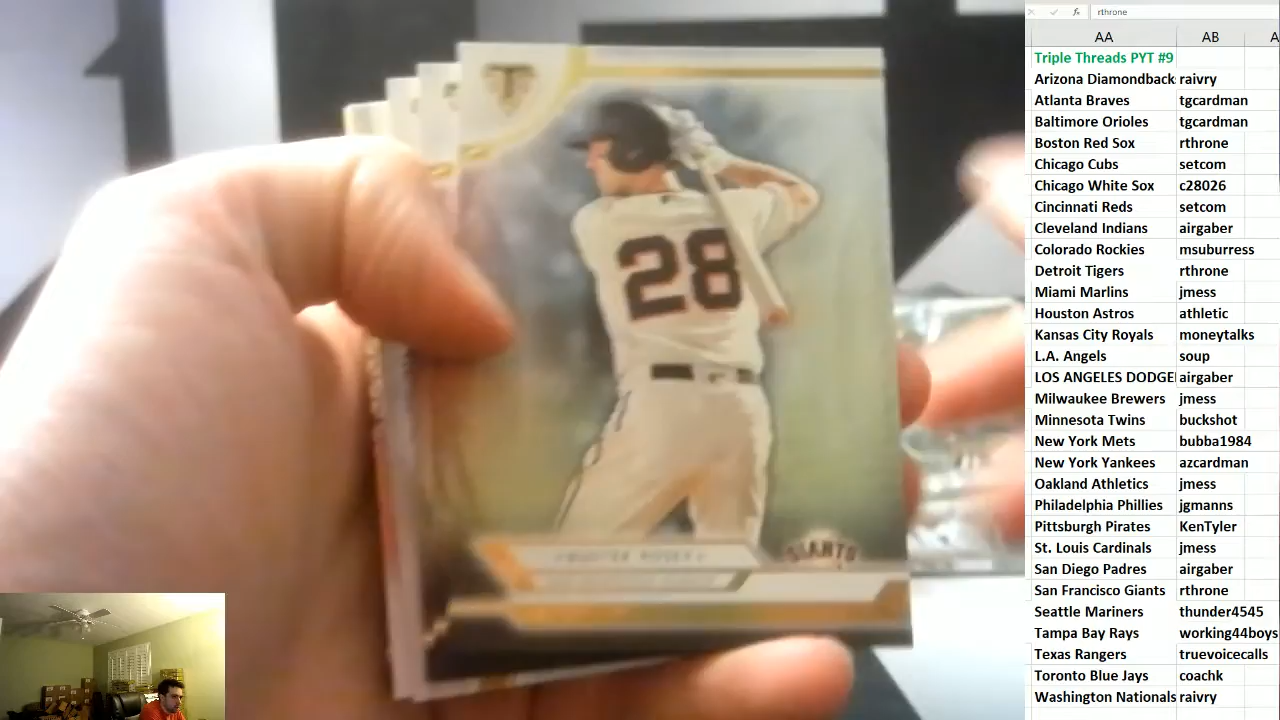 rthrone
AA AB A
Triple Threads PYT #9
Arizona Diamondback raivry
Atlanta Braves tgcardman
Baltimore Orioles tgcardman
Boston Red Sox rthrone
Chicago Cubs setcom
Chicago White Sox c28026
Cincinnati Reds setcom
Cleveland Indians airgaber
Colorado Rockies msuburress
Detroit Tigers rthrone
Miami Marlins jmess
Houston Astros athletic
Kansas City Royals moneytalks
L.A. Angels soup
LOS ANGELES DODGE airgaber
Milwaukee Brewers jmess
Minnesota Twins buckshot
New York Mets bubba1984
New York Yankees azcardman
Oakland Athletics jmess
Philadelphia Phillies jgmanns
Pittsburgh Pirates KenTyler
St. Louis Cardinals jmess
San Diego Padres airgaber
San Francisco Giants rthrone
Seattle Mariners thunder4545
Tampa Bay Rays working44boys
Texas Rangers truevoicecalls
Toronto Blue Jays coachk
Washington Nationals raivry
T
28
GIANTS